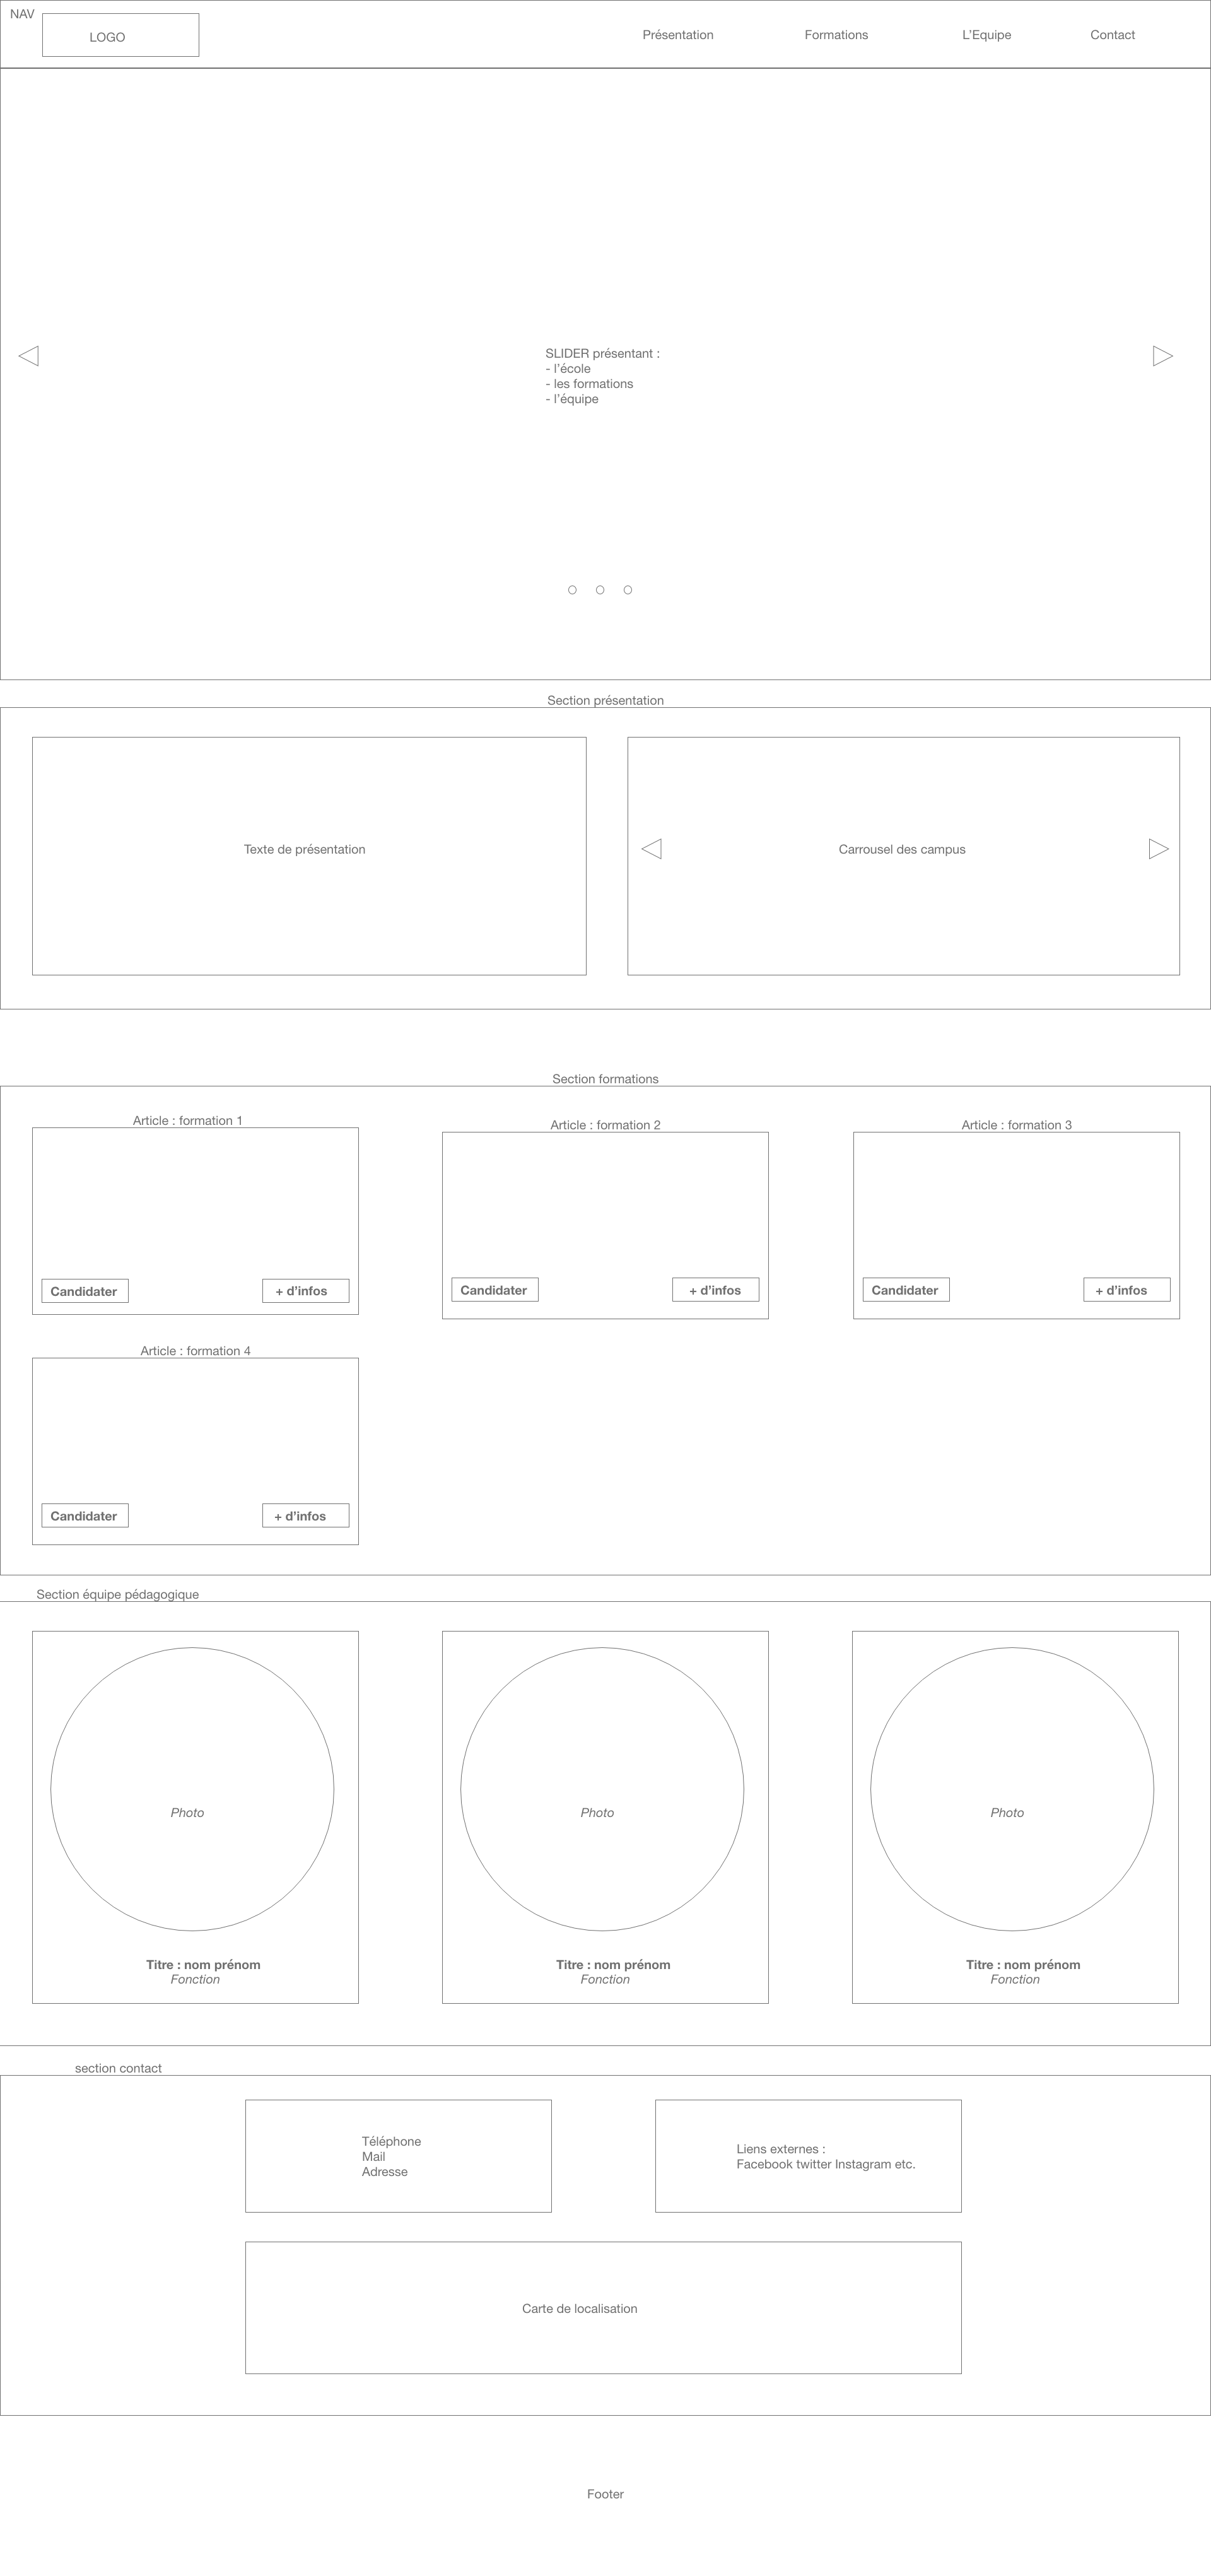 NAV
LOGO
Présentation
Formations
L'Equipe
Contact
SLIDER présentant :
- l'école
- les formations
- l'équipe
Section présentation
Texte de présentation
Carrousel des campus
Section formations
Article : formation 1
Article : formation 2
Article : formation 3
Candidater
+ d'infos
Candidater
+ d'infos
Candidater
+ d'infos
Article : formation 4
Candidater
+ d'infos
Section équipe pédagogique
Photo
Photo
Photo
Titre : nom prénom
Fonction
Titre : nom prénom
Fonction
Titre : nom prénom
Fonction
section contact
Téléphone
Mail
Adresse
Liens externes :
Facebook twitter Instagram etc.
Carte de localisation
Footer